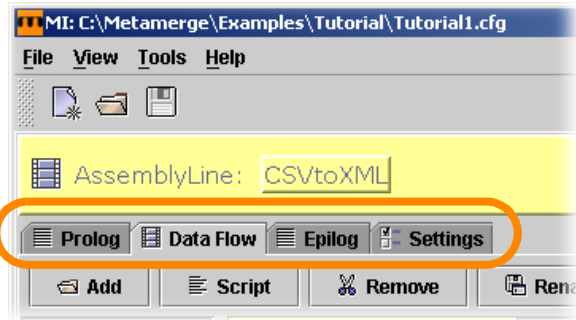 MI: C:\Metamerge\Examples\Tutorial\Tutorial1.cfg
File View Tools Help
AssemblyLine: CSVtoXML
Prolog Data Flow Epilog Settings
Add Script Remove Rena